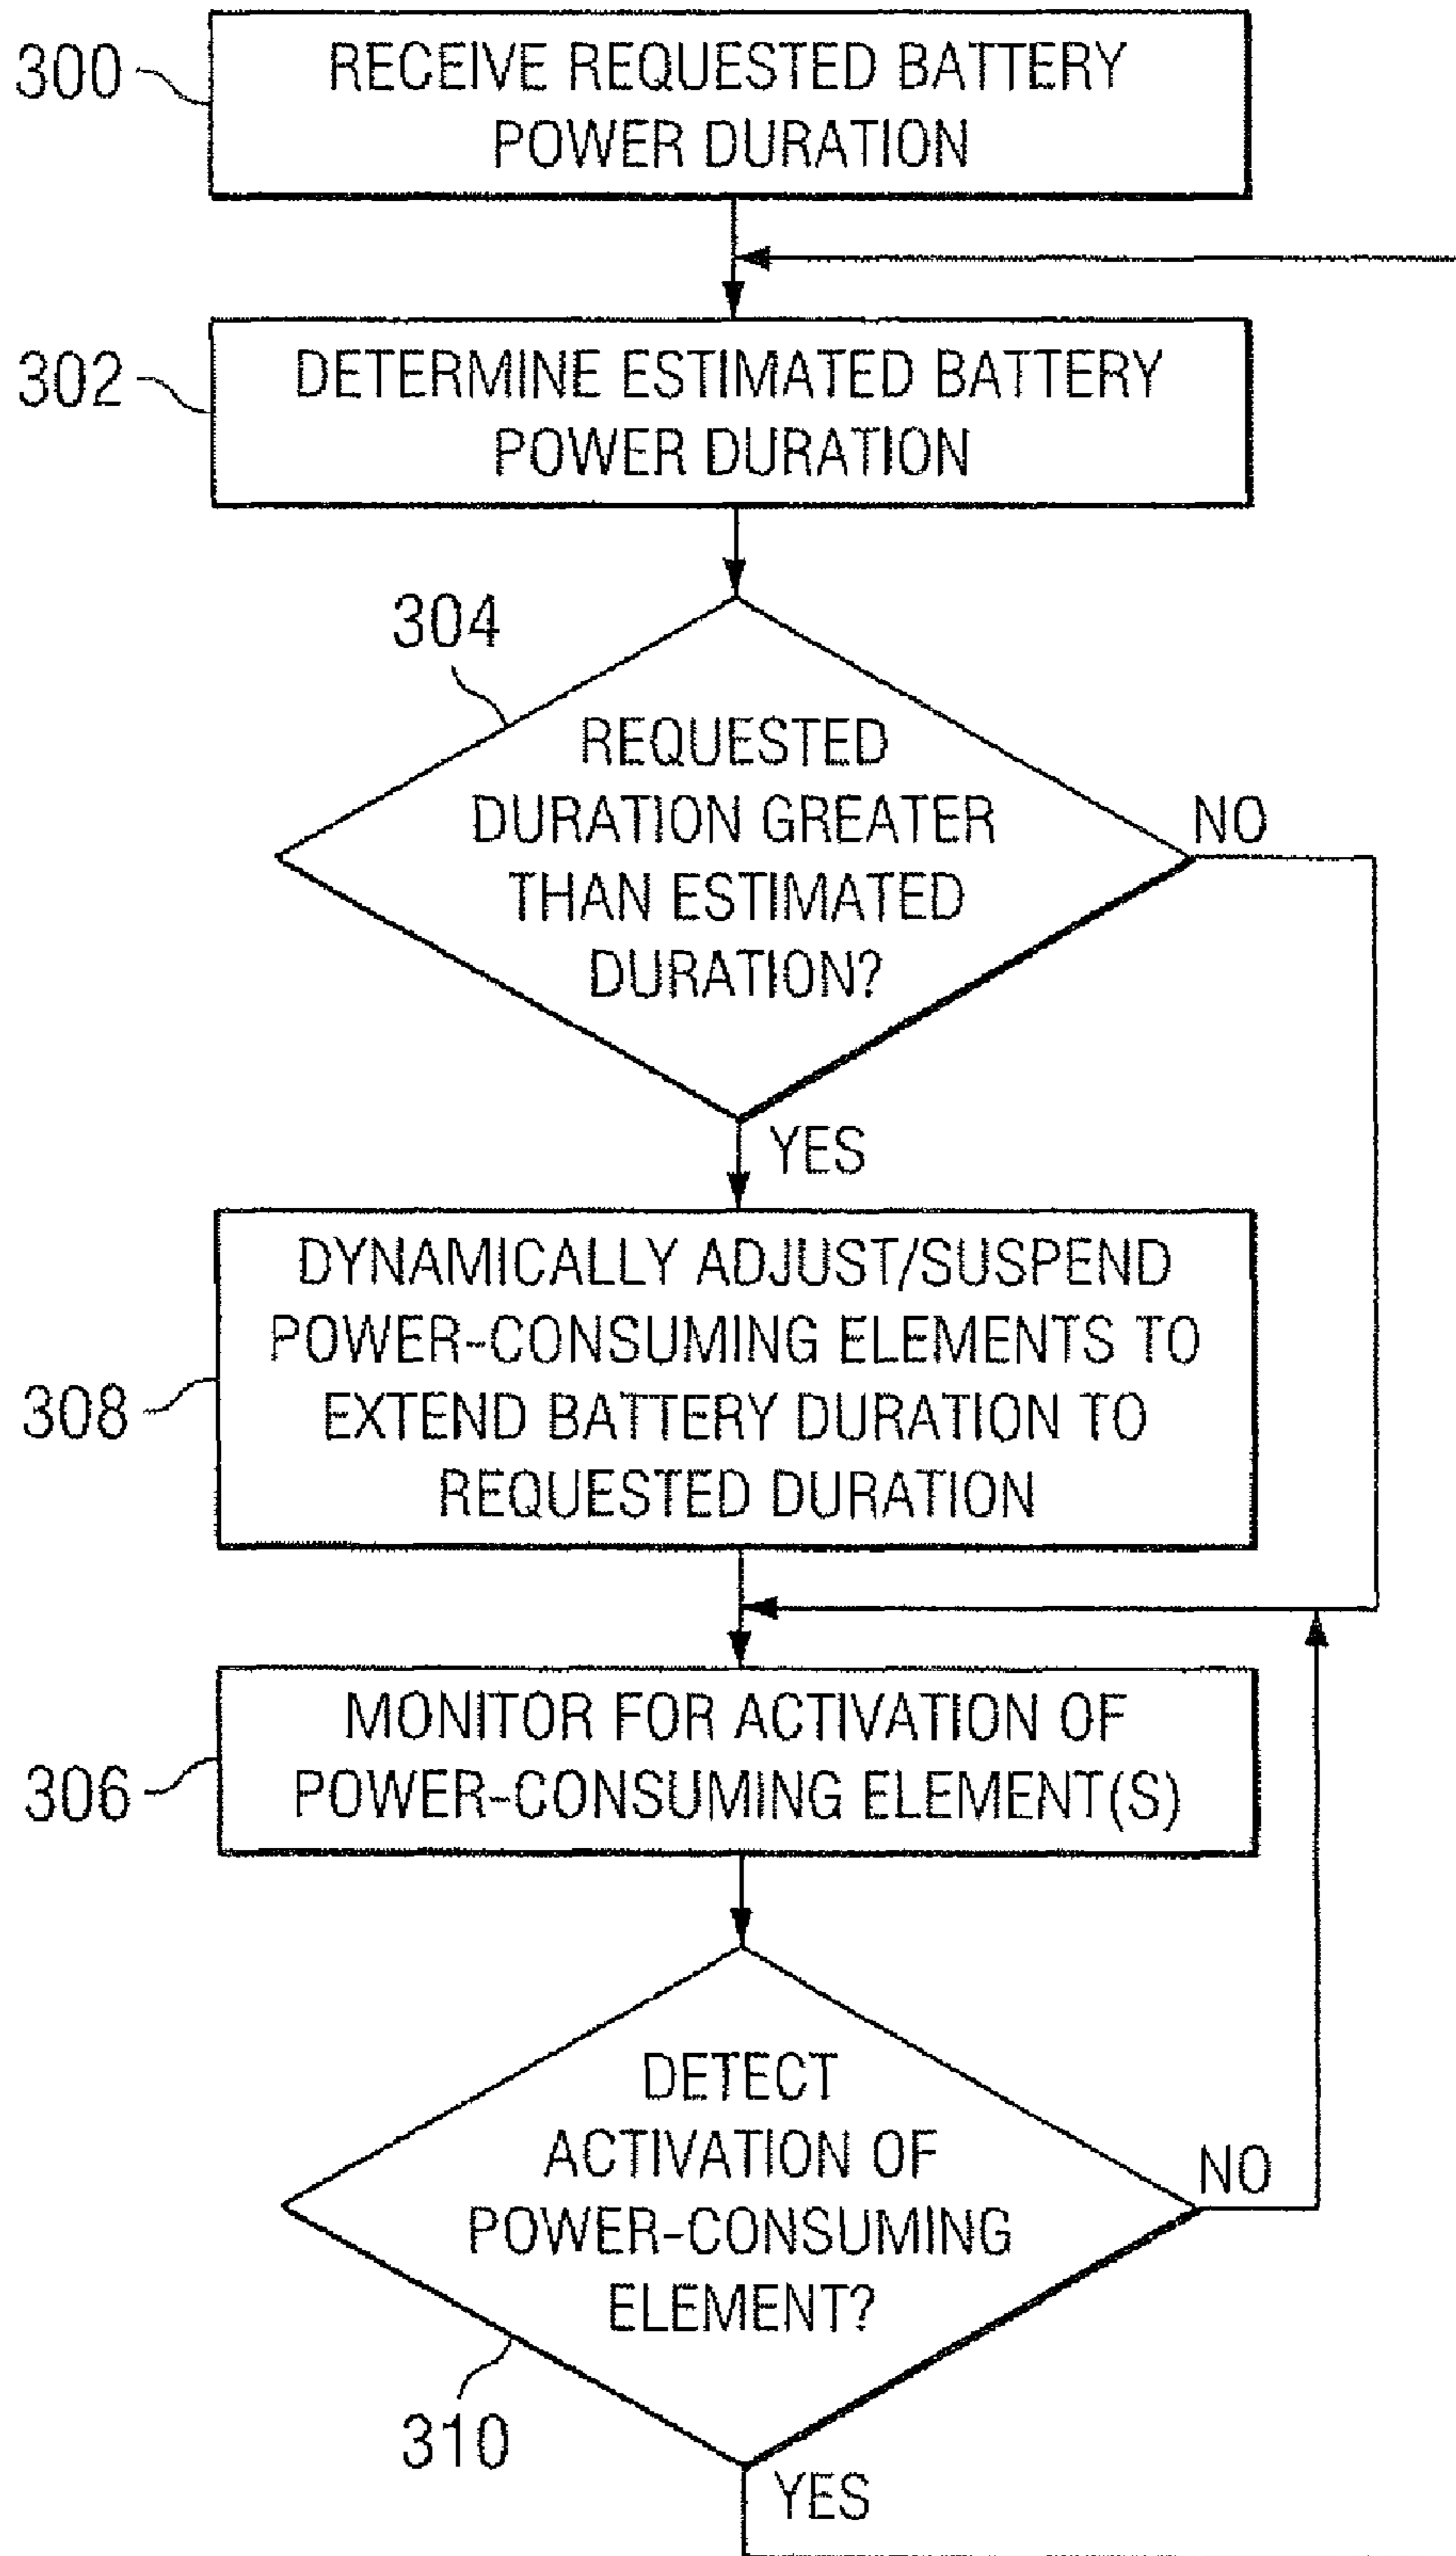 300
RECEIVE REQUESTED BATTERY
POWER DURATION
302
DETERMINE ESTIMATED BATTERY
POWER DURATION
304
REQUESTED
DURATION GREATER
THAN ESTIMATED
DURATION?
NO
YES
308
DYNAMICALLY ADJUST/SUSPEND
POWER-CONSUMING ELEMENTS TO
EXTEND BATTERY DURATION TO
REQUESTED DURATION
306
MONITOR FOR ACTIVATION OF
POWER-CONSUMING ELEMENT(S)
DETECT
ACTIVATION OF
POWER-CONSUMING
ELEMENT?
NO
310
YES